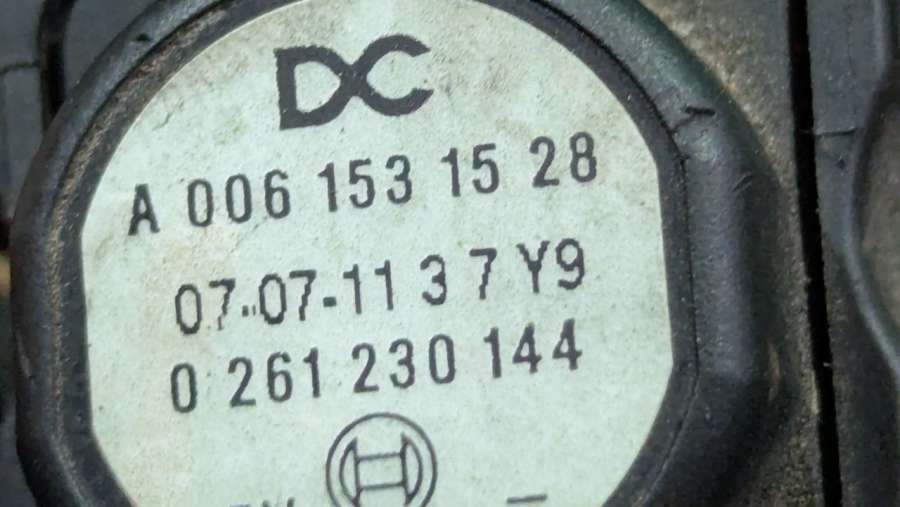 DC
A 006 153 15 28
07-07-11 3 7 Y9
0 261 230 144